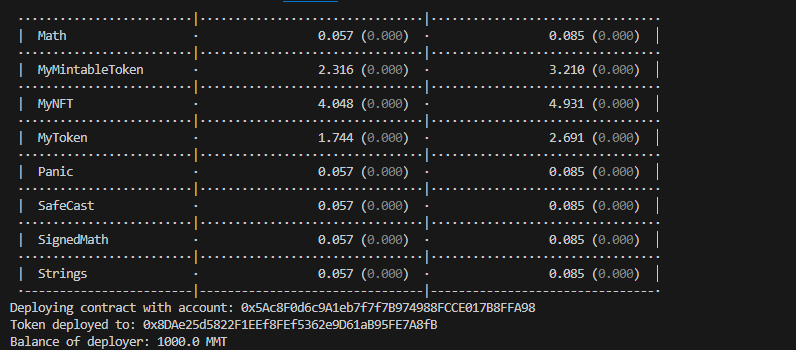 | Math · 0.057 (0.000) · 0.085 (0.000) |
| MyMintableToken · 2.316 (0.000) · 3.210 (0.000) |
| MyNFT · 4.048 (0.000) · 4.931 (0.000) |
| MyToken · 1.744 (0.000) · 2.691 (0.000) |
| Panic · 0.057 (0.000) · 0.085 (0.000) |
| SafeCast · 0.057 (0.000) · 0.085 (0.000) |
| SignedMath · 0.057 (0.000) · 0.085 (0.000) |
| Strings · 0.057 (0.000) · 0.085 (0.000) |
Deploying contract with account: 0x5Ac8F0d6c9A1eb7f7f7B974988FCCE017B8FFA98
Token deployed to: 0x8DAe25d5822F1EEf8FEf5362e9D61aB95FE7A8fB
Balance of deployer: 1000.0 MMT